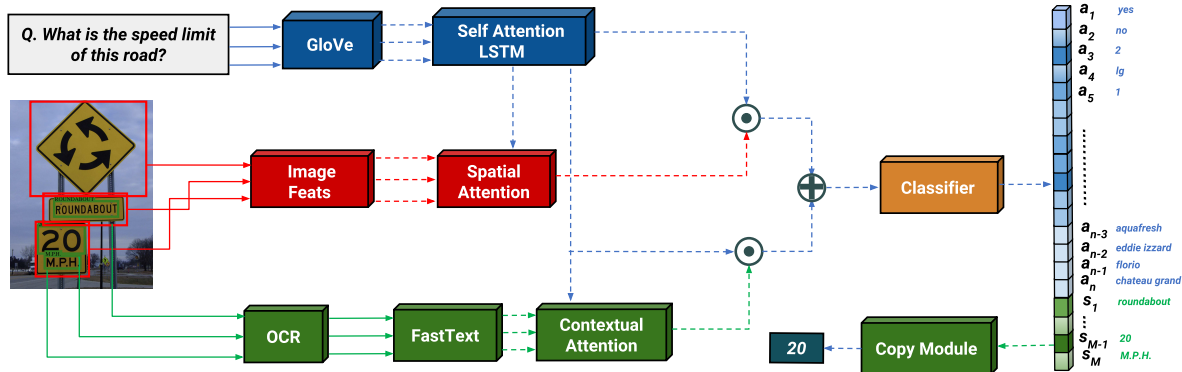 Q. What is the speed limit
of this road?
GloVe
Self Attention
LSTM
Image
Feats
Spatial
Attention
ROUNDABOUT
ROUNDABOUT
20
M.P.H.
M.P.H.
OCR
FastText
Contextual
Attention
Classifier
Copy Module
20
a1 yes
a2 no
a3 2
a4 lg
a5 1
an-3 aquafresh
an-2 eddie izzard
an-1 florio
an chateau grand
s1 roundabout
sM-1 20
sM M.P.H.